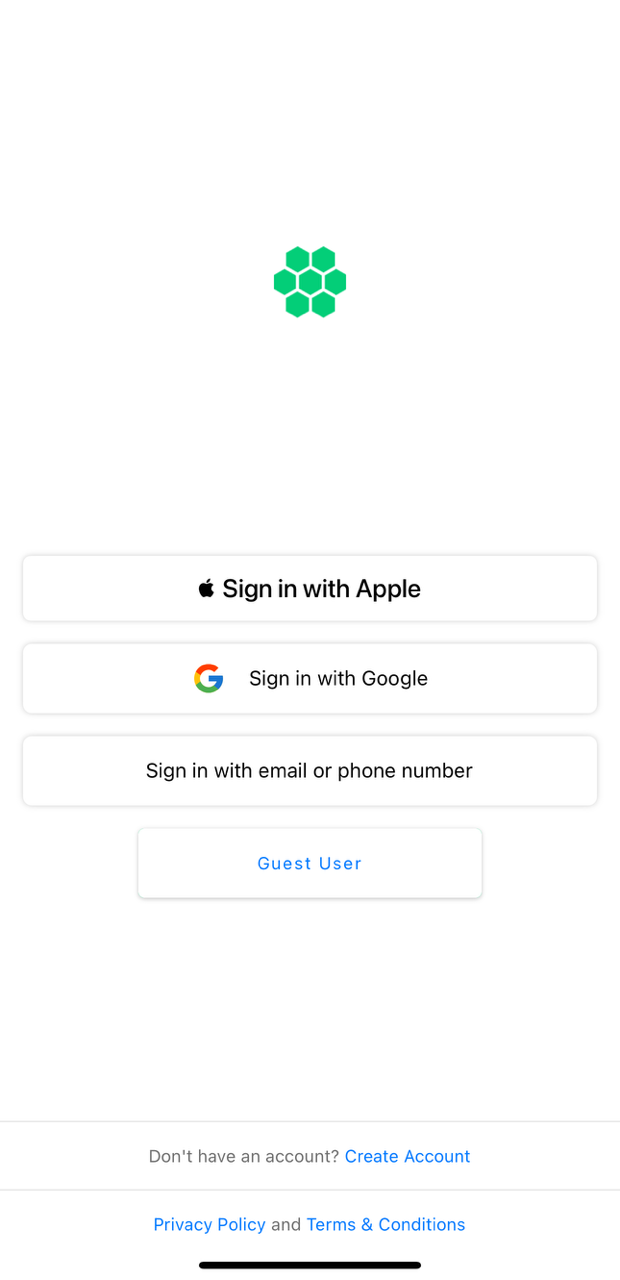 Sign in with Apple
Sign in with Google
Sign in with email or phone number
Guest User
Don't have an account? Create Account
Privacy Policy and Terms & Conditions